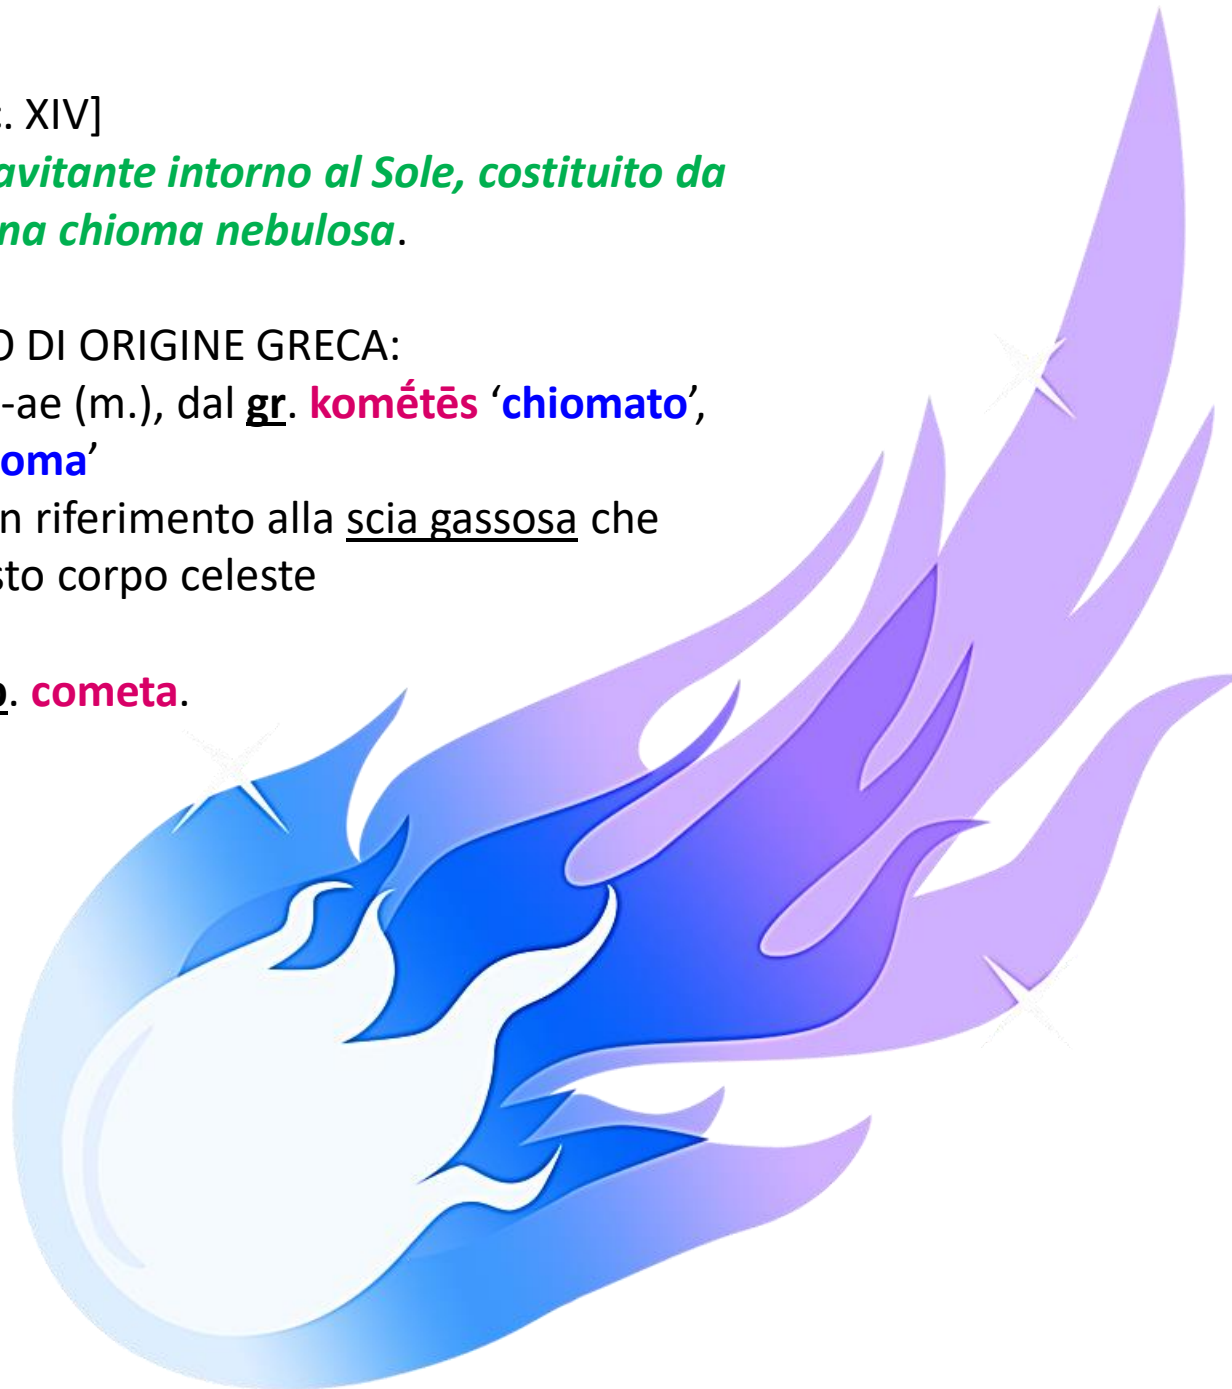 . XIV]
avitante intorno al Sole, costituito da
na chioma nebulosa.
O DI ORIGINE GRECA:
-ae (m.), dal gr. komḗtēs ‘chiomato’,
oma’
n riferimento alla scia gassosa che
sto corpo celeste
. cometa.